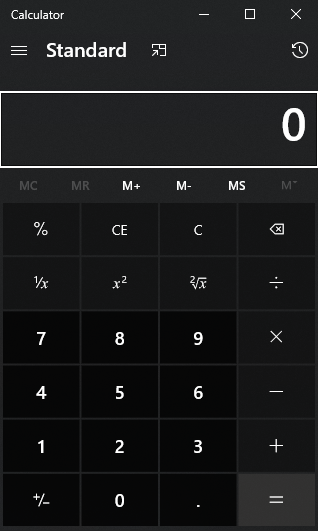 Calculator
Standard
0
MC MR M+ M- MS M˅
% CE C
¹⁄x x² ²√x ÷
7 8 9 ×
4 5 6 −
1 2 3 +
+/− 0 . =